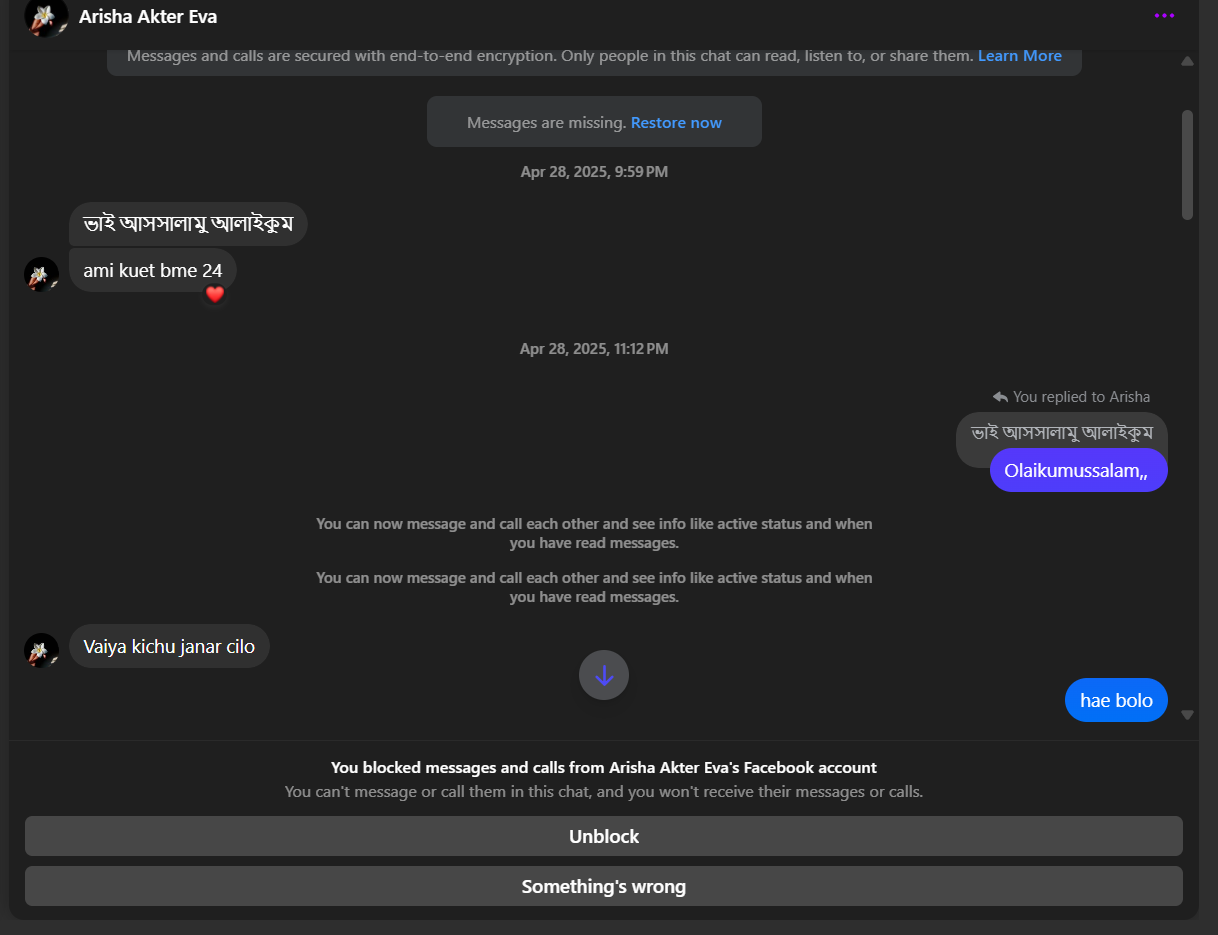 Arisha Akter Eva
Messages and calls are secured with end-to-end encryption. Only people in this chat can read, listen to, or share them. Learn More
Messages are missing. Restore now
Apr 28, 2025, 9:59 PM
ভাই আসসালামু আলাইকুম
ami kuet bme 24
Apr 28, 2025, 11:12 PM
You replied to Arisha
ভাই আসসালামু আলাইকুম
Olaikumussalam,,
You can now message and call each other and see info like active status and when
you have read messages.
You can now message and call each other and see info like active status and when
you have read messages.
Vaiya kichu janar cilo
hae bolo
You blocked messages and calls from Arisha Akter Eva's Facebook account
You can't message or call them in this chat, and you won't receive their messages or calls.
Unblock
Something's wrong